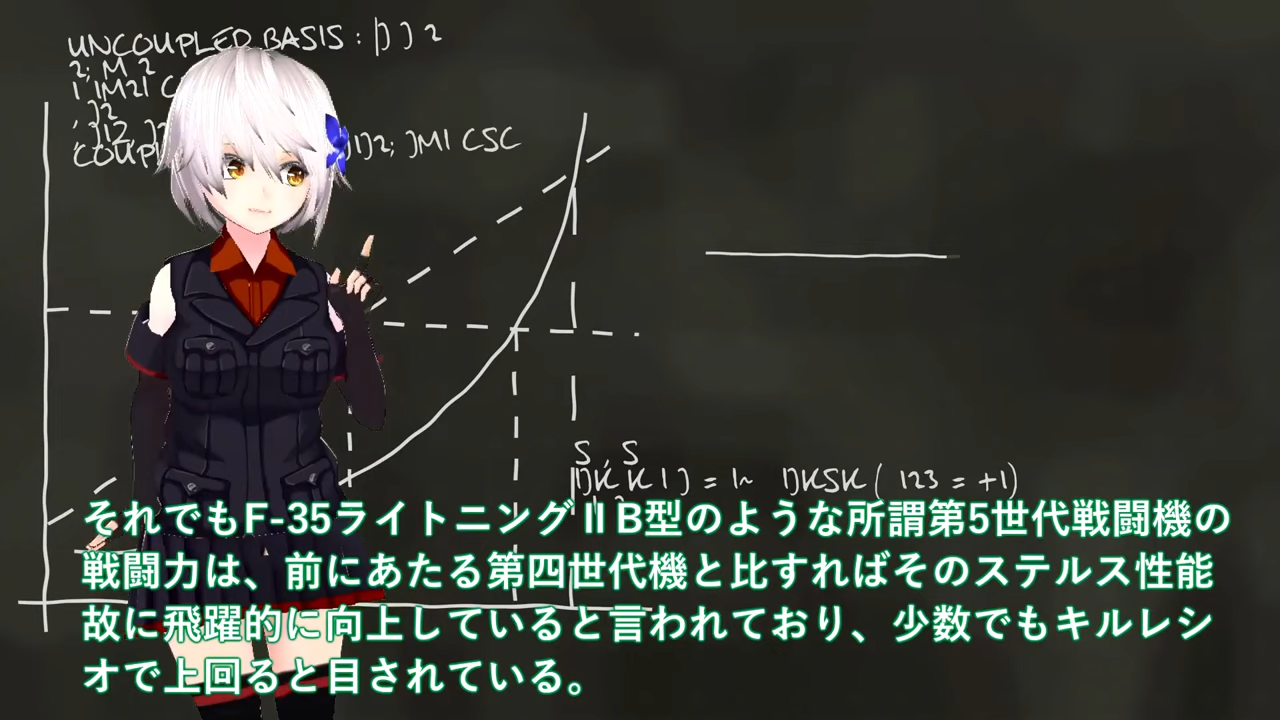 UNCOUPLED BASIS : |J J 2
2; M 2
, J2
CSC
S , S
それでもF-35ライトニングⅡB型のような所謂第5世代戦闘機の
戦闘力は、前にあたる第四世代機と比すればそのステルス性能
故に飛躍的に向上していると言われており、少数でもキルレシ
オで上回ると目されている。